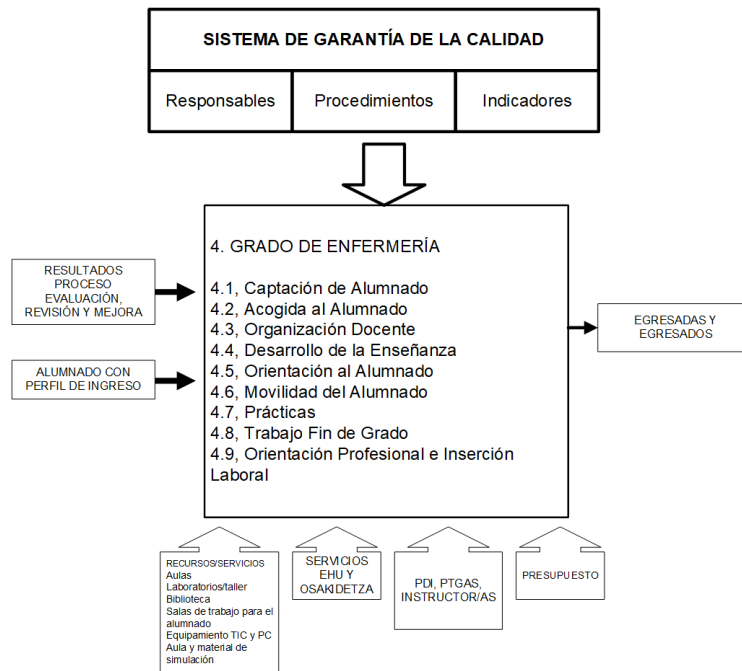 SISTEMA DE GARANTÍA DE LA CALIDAD
Responsables
Procedimientos
Indicadores
4. GRADO DE ENFERMERÍA
4.1, Captación de Alumnado
4.2, Acogida al Alumnado
4.3, Organización Docente
4.4, Desarrollo de la Enseñanza
4.5, Orientación al Alumnado
4.6, Movilidad del Alumnado
4.7, Prácticas
4.8, Trabajo Fin de Grado
4.9, Orientación Profesional e Inserción
Laboral
RESULTADOS
PROCESO
EVALUACIÓN,
REVISIÓN Y MEJORA
ALUMNADO CON
PERFIL DE INGRESO
EGRESADAS Y
EGRESADOS
RECURSOS/SERVICIOS
Aulas
Laboratorios/taller
Biblioteca
Salas de trabajo para el
alumnado
Equipamiento TIC y PC
Aula y material de
simulación
SERVICIOS
EHU Y
OSAKIDETZA
PDI, PTGAS,
INSTRUCTOR/AS
PRESUPUESTO